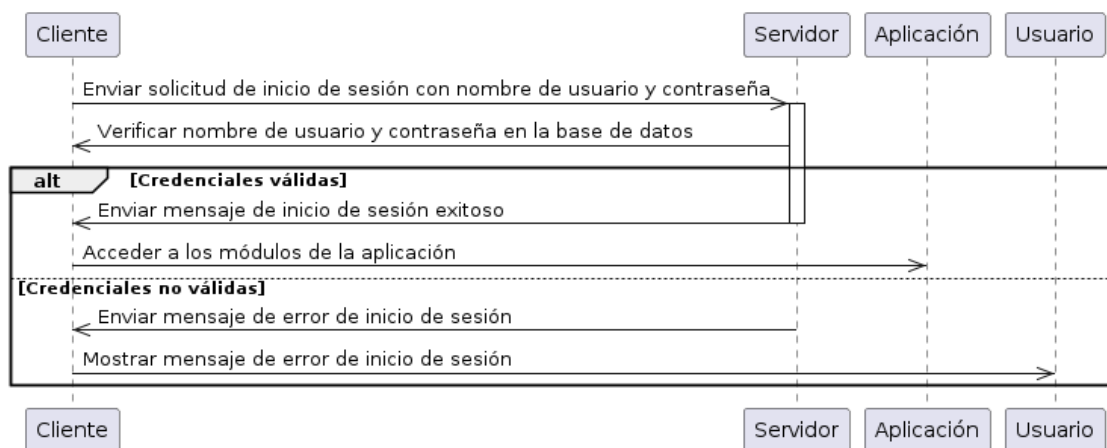 Cliente Servidor Aplicación Usuario
Enviar solicitud de inicio de sesión con nombre de usuario y contraseña
Verificar nombre de usuario y contraseña en la base de datos
alt [Credenciales válidas]
Enviar mensaje de inicio de sesión exitoso
Acceder a los módulos de la aplicación
[Credenciales no válidas]
Enviar mensaje de error de inicio de sesión
Mostrar mensaje de error de inicio de sesión
Cliente Servidor Aplicación Usuario